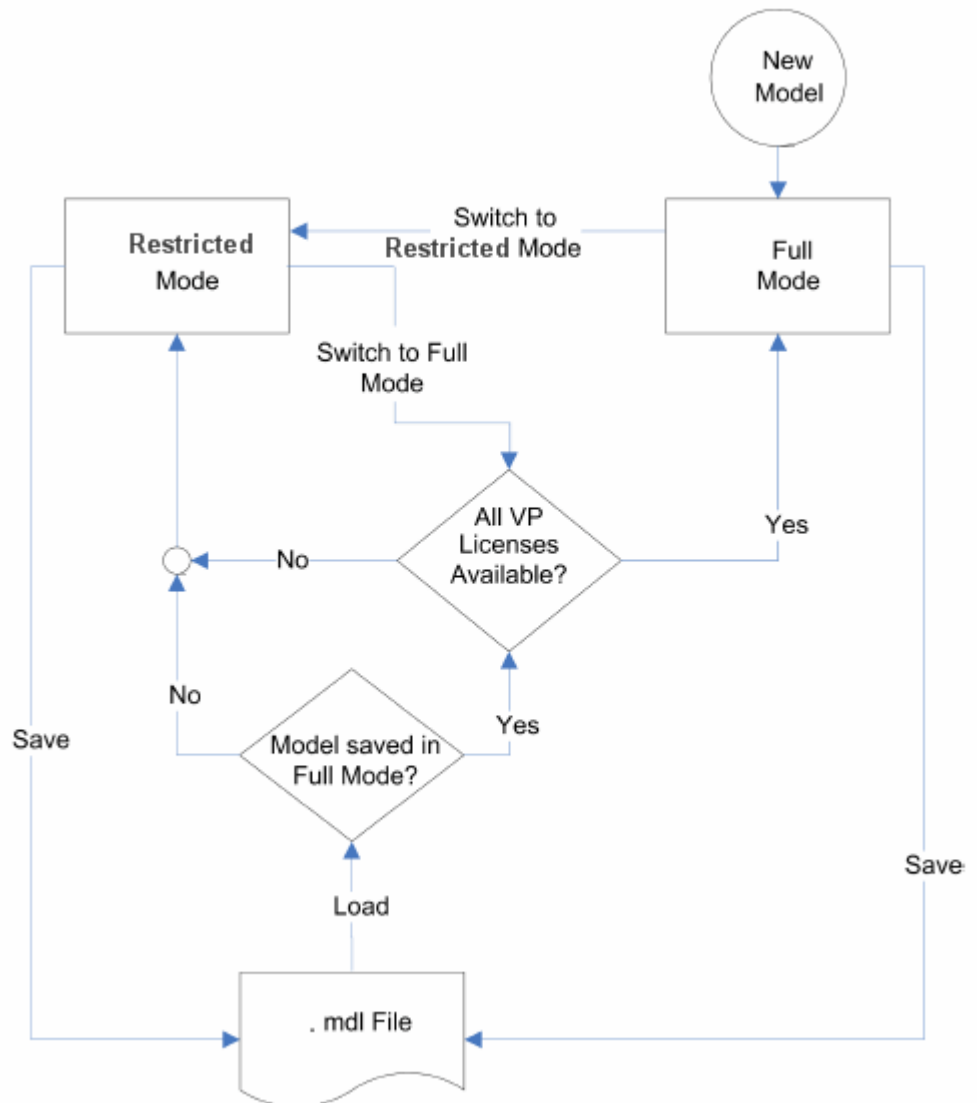 New
Model
Switch to
Restricted Mode
Restricted
Mode
Full
Mode
Switch to Full
Mode
All VP
Licenses
Available?
Yes
No
No
Yes
Model saved in
Full Mode?
Save
Save
Load
. mdl File